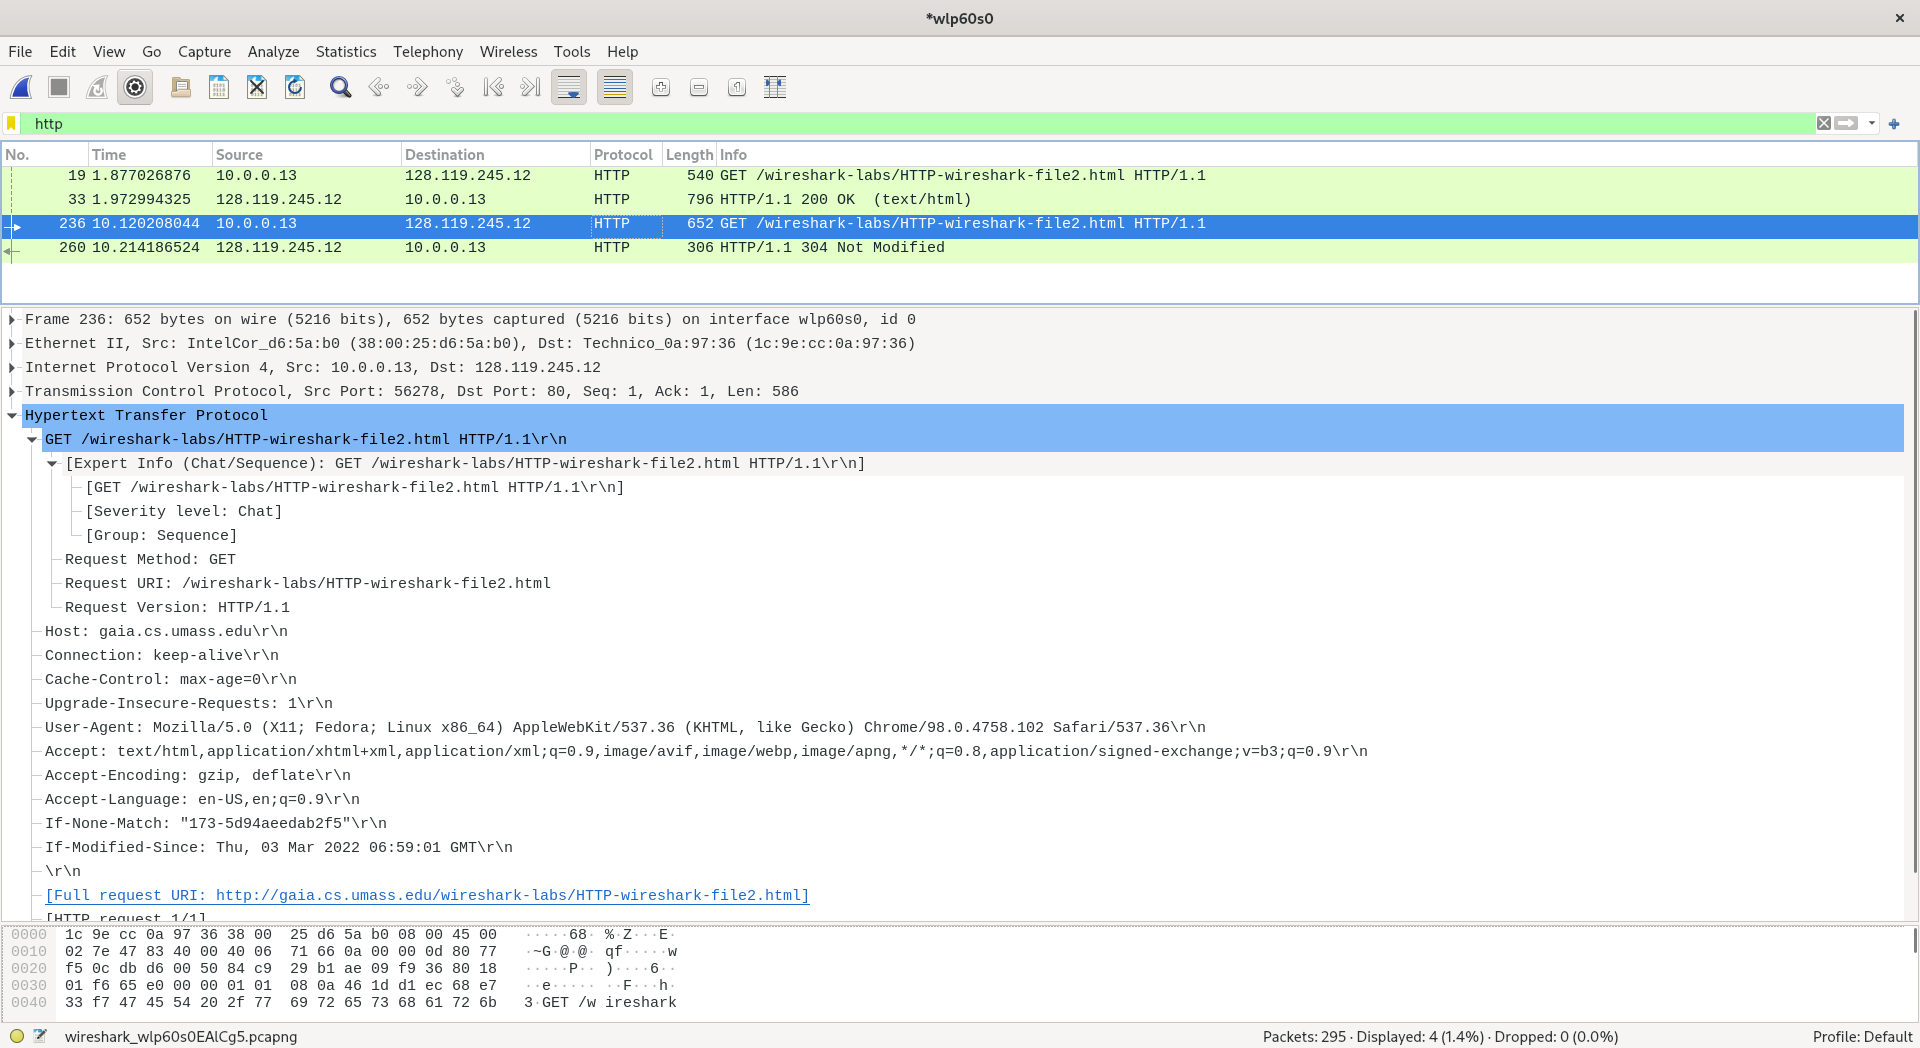 *wlp60s0
File Edit View Go Capture Analyze Statistics Telephony Wireless Tools Help
http
No. Time Source Destination Protocol Length Info
19 1.877026876 10.0.0.13 128.119.245.12 HTTP 540 GET /wireshark-labs/HTTP-wireshark-file2.html HTTP/1.1
33 1.972994325 128.119.245.12 10.0.0.13 HTTP 796 HTTP/1.1 200 OK  (text/html)
236 10.120208044 10.0.0.13 128.119.245.12 HTTP 652 GET /wireshark-labs/HTTP-wireshark-file2.html HTTP/1.1
260 10.214186524 128.119.245.12 10.0.0.13 HTTP 306 HTTP/1.1 304 Not Modified
Frame 236: 652 bytes on wire (5216 bits), 652 bytes captured (5216 bits) on interface wlp60s0, id 0
Ethernet II, Src: IntelCor_d6:5a:b0 (38:00:25:d6:5a:b0), Dst: Technico_0a:97:36 (1c:9e:cc:0a:97:36)
Internet Protocol Version 4, Src: 10.0.0.13, Dst: 128.119.245.12
Transmission Control Protocol, Src Port: 56278, Dst Port: 80, Seq: 1, Ack: 1, Len: 586
Hypertext Transfer Protocol
GET /wireshark-labs/HTTP-wireshark-file2.html HTTP/1.1\r\n
[Expert Info (Chat/Sequence): GET /wireshark-labs/HTTP-wireshark-file2.html HTTP/1.1\r\n]
[GET /wireshark-labs/HTTP-wireshark-file2.html HTTP/1.1\r\n]
[Severity level: Chat]
[Group: Sequence]
Request Method: GET
Request URI: /wireshark-labs/HTTP-wireshark-file2.html
Request Version: HTTP/1.1
Host: gaia.cs.umass.edu\r\n
Connection: keep-alive\r\n
Cache-Control: max-age=0\r\n
Upgrade-Insecure-Requests: 1\r\n
User-Agent: Mozilla/5.0 (X11; Fedora; Linux x86_64) AppleWebKit/537.36 (KHTML, like Gecko) Chrome/98.0.4758.102 Safari/537.36\r\n
Accept: text/html,application/xhtml+xml,application/xml;q=0.9,image/avif,image/webp,image/apng,*/*;q=0.8,application/signed-exchange;v=b3;q=0.9\r\n
Accept-Encoding: gzip, deflate\r\n
Accept-Language: en-US,en;q=0.9\r\n
If-None-Match: "173-5d94aeedab2f5"\r\n
If-Modified-Since: Thu, 03 Mar 2022 06:59:01 GMT\r\n
\r\n
[Full request URI: http://gaia.cs.umass.edu/wireshark-labs/HTTP-wireshark-file2.html]
[HTTP request 1/1]
0000 1c 9e cc 0a 97 36 38 00 25 d6 5a b0 08 00 45 00 ·····68· %·Z···E·
0010 02 7e 47 83 40 00 40 06 71 66 0a 00 00 0d 80 77 ·~G·@·@· qf·····w
0020 f5 0c db d6 00 50 84 c9 29 b1 ae 09 f9 36 80 18 ·····P·· )····6··
0030 01 f6 65 e0 00 00 01 01 08 0a 46 1d d1 ec 68 e7 ··e····· ··F···h·
0040 33 f7 47 45 54 20 2f 77 69 72 65 73 68 61 72 6b 3·GET /w ireshark
wireshark_wlp60s0EAlCg5.pcapng Packets: 295 · Displayed: 4 (1.4%) · Dropped: 0 (0.0%) Profile: Default